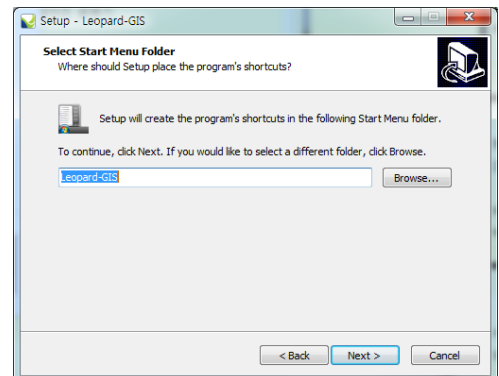 Setup - Leopard-GIS
Select Start Menu Folder
Where should Setup place the program's shortcuts?
Setup will create the program's shortcuts in the following Start Menu folder.
To continue, click Next. If you would like to select a different folder, click Browse.
Leopard-GIS
Browse...
< Back
Next >
Cancel